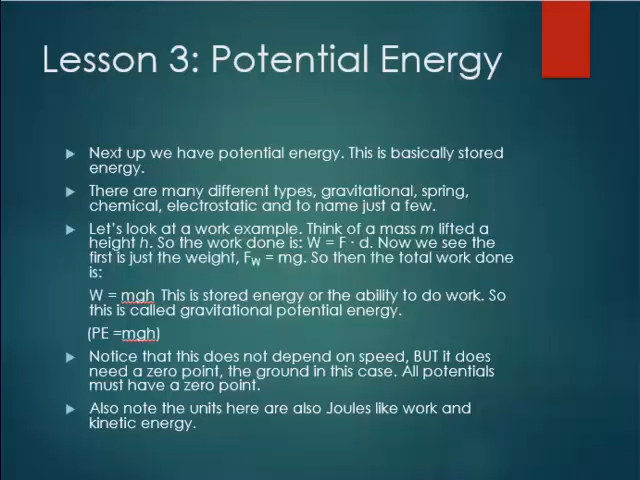 Lesson 3: Potential Energy
Next up we have potential energy. This is basically stored
energy.
There are many different types, gravitational, spring,
chemical, electrostatic and to name just a few.
Let's look at a work example. Think of a mass m lifted a
height h. So the work done is: W = F · d. Now we see the
first is just the weight, Fw = mg. So then the total work done
is:
W = mgh This is stored energy or the ability to do work. So
this is called gravitational potential energy.
(PE =mgh)
Notice that this does not depend on speed, BUT it does
need a zero point, the ground in this case. All potentials
must have a zero point.
Also note the units here are also Joules like work and
kinetic energy.